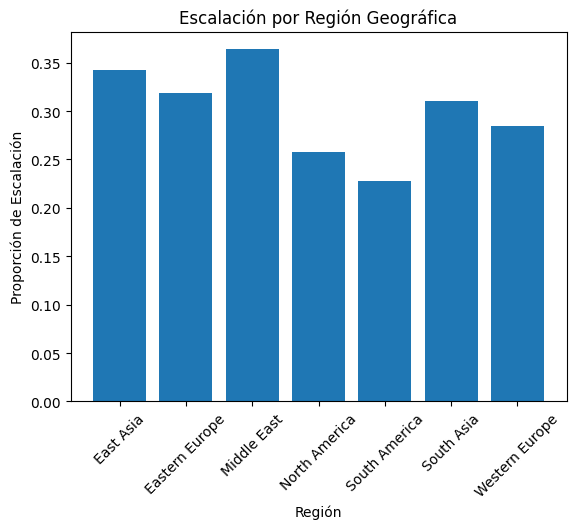 Escalación por Región Geográfica
Proporción de Escalación
0.35
0.30
0.25
0.20
0.15
0.10
0.05
0.00
East Asia
Eastern Europe
Middle East
North America
South America
South Asia
Western Europe
Región